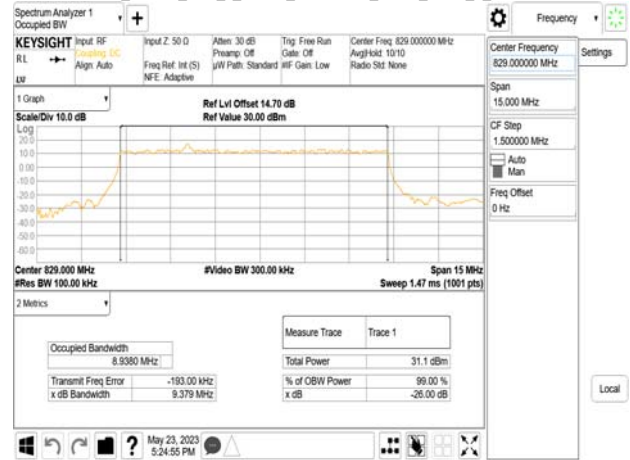 Spectrum Analyzer 1
Occupied BW
+
Frequency
KEYSIGHT
RL
LV
Input: RF
Coupling: DC
Align: Auto
Input Z: 50 Ω
Freq Ref: Int (S)
NFE: Adaptive
Atten: 30 dB
Preamp: Off
µW Path: Standard
Trig: Free Run
Gate: Off
#IF Gain: Low
Center Freq: 829.000000 MHz
Avg|Hold: 10/10
Radio Std: None
Center Frequency
829.000000 MHz
Settings
Span
15.000 MHz
CF Step
1.500000 MHz
Auto
Man
Freq Offset
0 Hz
Local
1 Graph
Scale/Div 10.0 dB
Ref Lvl Offset 14.70 dB
Ref Value 30.00 dBm
Log
20.0
10.0
0.00
-10.0
-20.0
-30.0
-40.0
-50.0
-60.0
Center 829.000 MHz
#Video BW 300.00 kHz
Span 15 MHz
#Res BW 100.00 kHz
Sweep 1.47 ms (1001 pts)
2 Metrics
Measure Trace Trace 1
Occupied Bandwidth
8.9380 MHz
Total Power 31.1 dBm
Transmit Freq Error -193.00 kHz
% of OBW Power 99.00 %
x dB Bandwidth 9.379 MHz
x dB -26.00 dB
?
May 23, 2023
5:24:55 PM